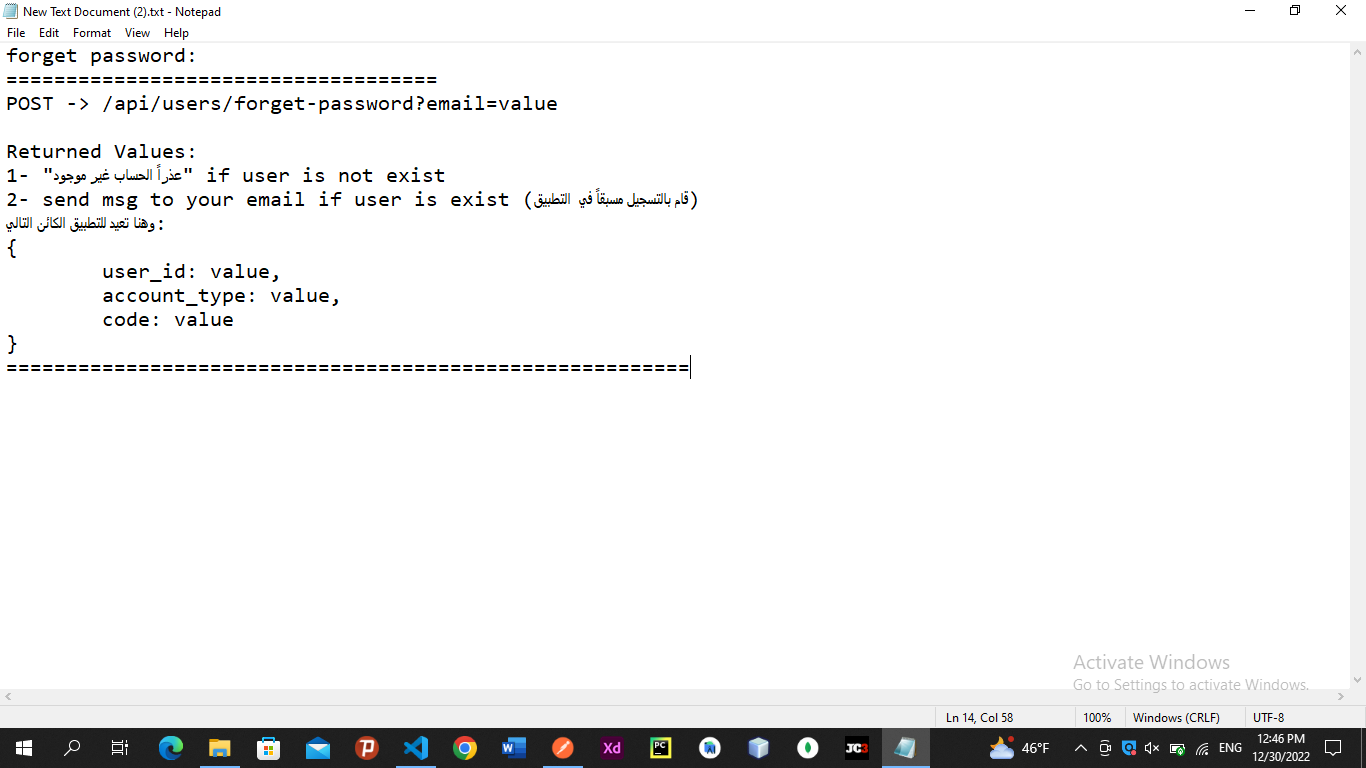 New Text Document (2).txt - Notepad
File Edit Format View Help
forget password:
====================================
POST -> /api/users/forget-password?email=value
Returned Values:
1- "عذراً الحساب غير موجود" if user is not exist
2- send msg to your email if user is exist (قام بالتسجيل مسبقاً في التطبيق)
وهنا تعيد للتطبيق الكائن التالي:
{
user_id: value,
account_type: value,
code: value
}
=========================================================
Activate Windows
Go to Settings to activate Windows.
Ln 14, Col 58 100% Windows (CRLF) UTF-8
Xd PC JC3 46°F ENG 12:46 PM
12/30/2022